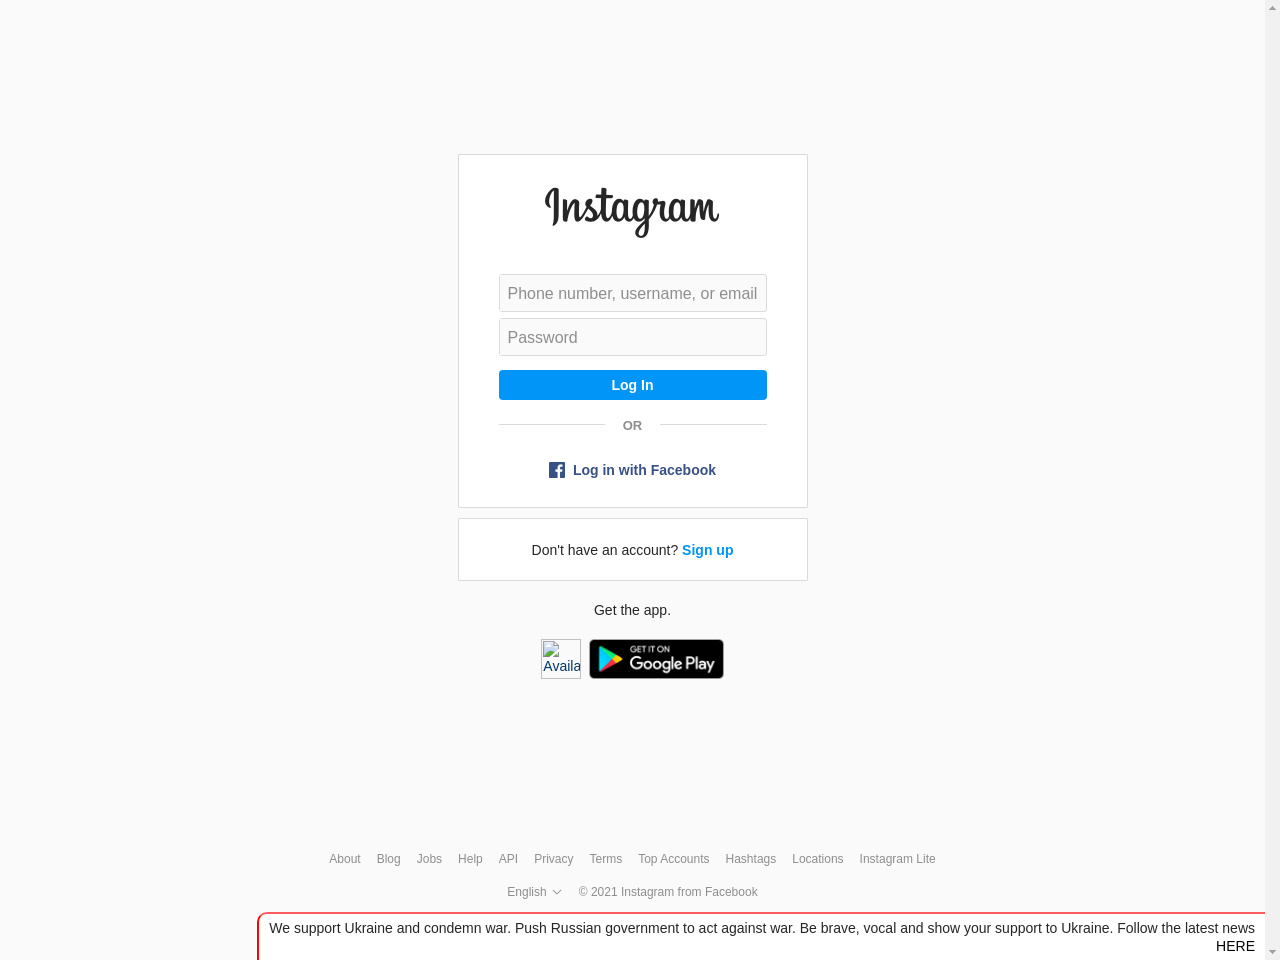 Instagram
Phone number, username, or email
Password
Log In
OR
Log in with Facebook
Don't have an account? Sign up
Get the app.
Availa
GET IT ON
Google Play
About Blog Jobs Help API Privacy Terms Top Accounts Hashtags Locations Instagram Lite
English © 2021 Instagram from Facebook
We support Ukraine and condemn war. Push Russian government to act against war. Be brave, vocal and show your support to Ukraine. Follow the latest news
HERE